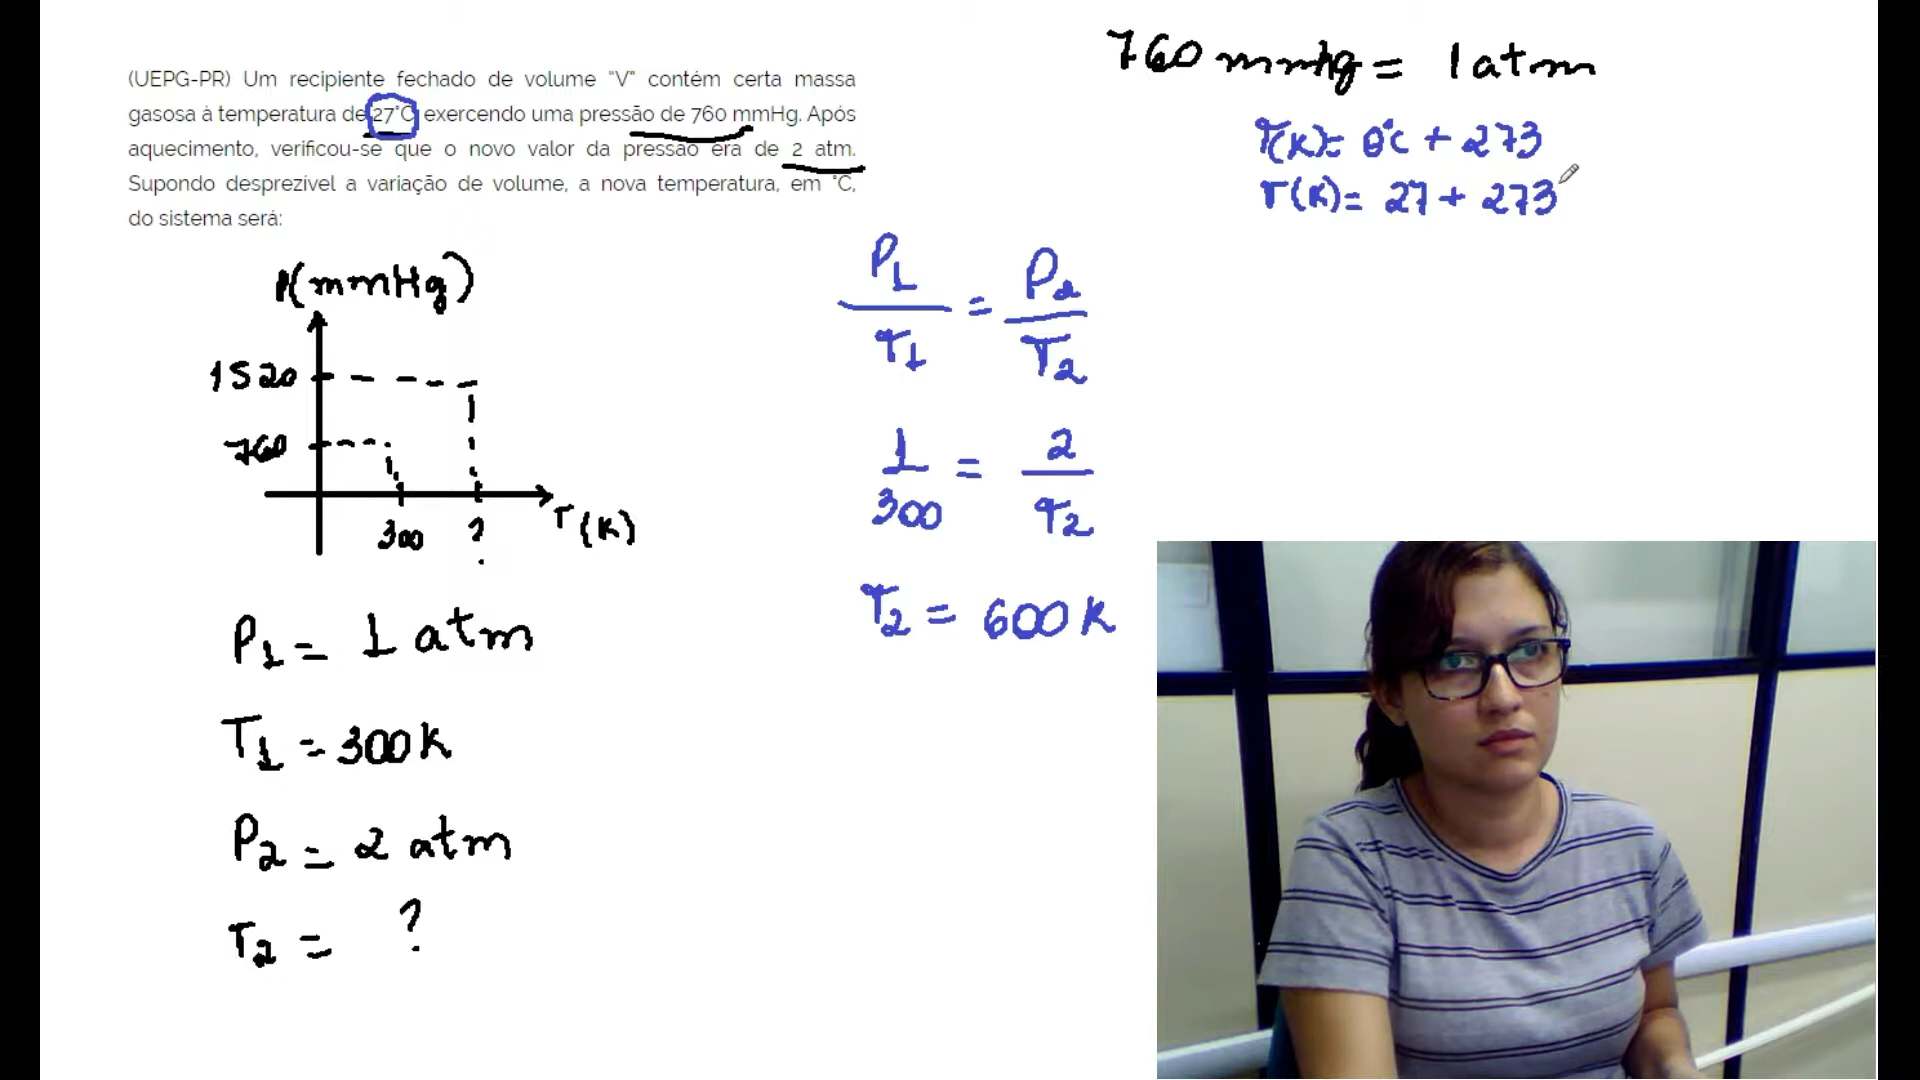 (UEPG-PR) Um recipiente fechado de volume "V" contém certa massa
gasosa à temperatura de 27°C, exercendo uma pressão de 760 mmHg. Após
aquecimento, verificou-se que o novo valor da pressão era de 2 atm.
Supondo desprezível a variação de volume, a nova temperatura, em °C,
do sistema será:
P(mmHg)
1520
760
300
?
T(K)
P1 = 1 atm
T1 = 300K
P2 = 2 atm
T2 = ?
P1 = P2
T1 T2
1 = 2
300 T2
T2 = 600K
760 mmhg = 1 atm
T(K)= θ°C + 273
T(K)= 27 + 273